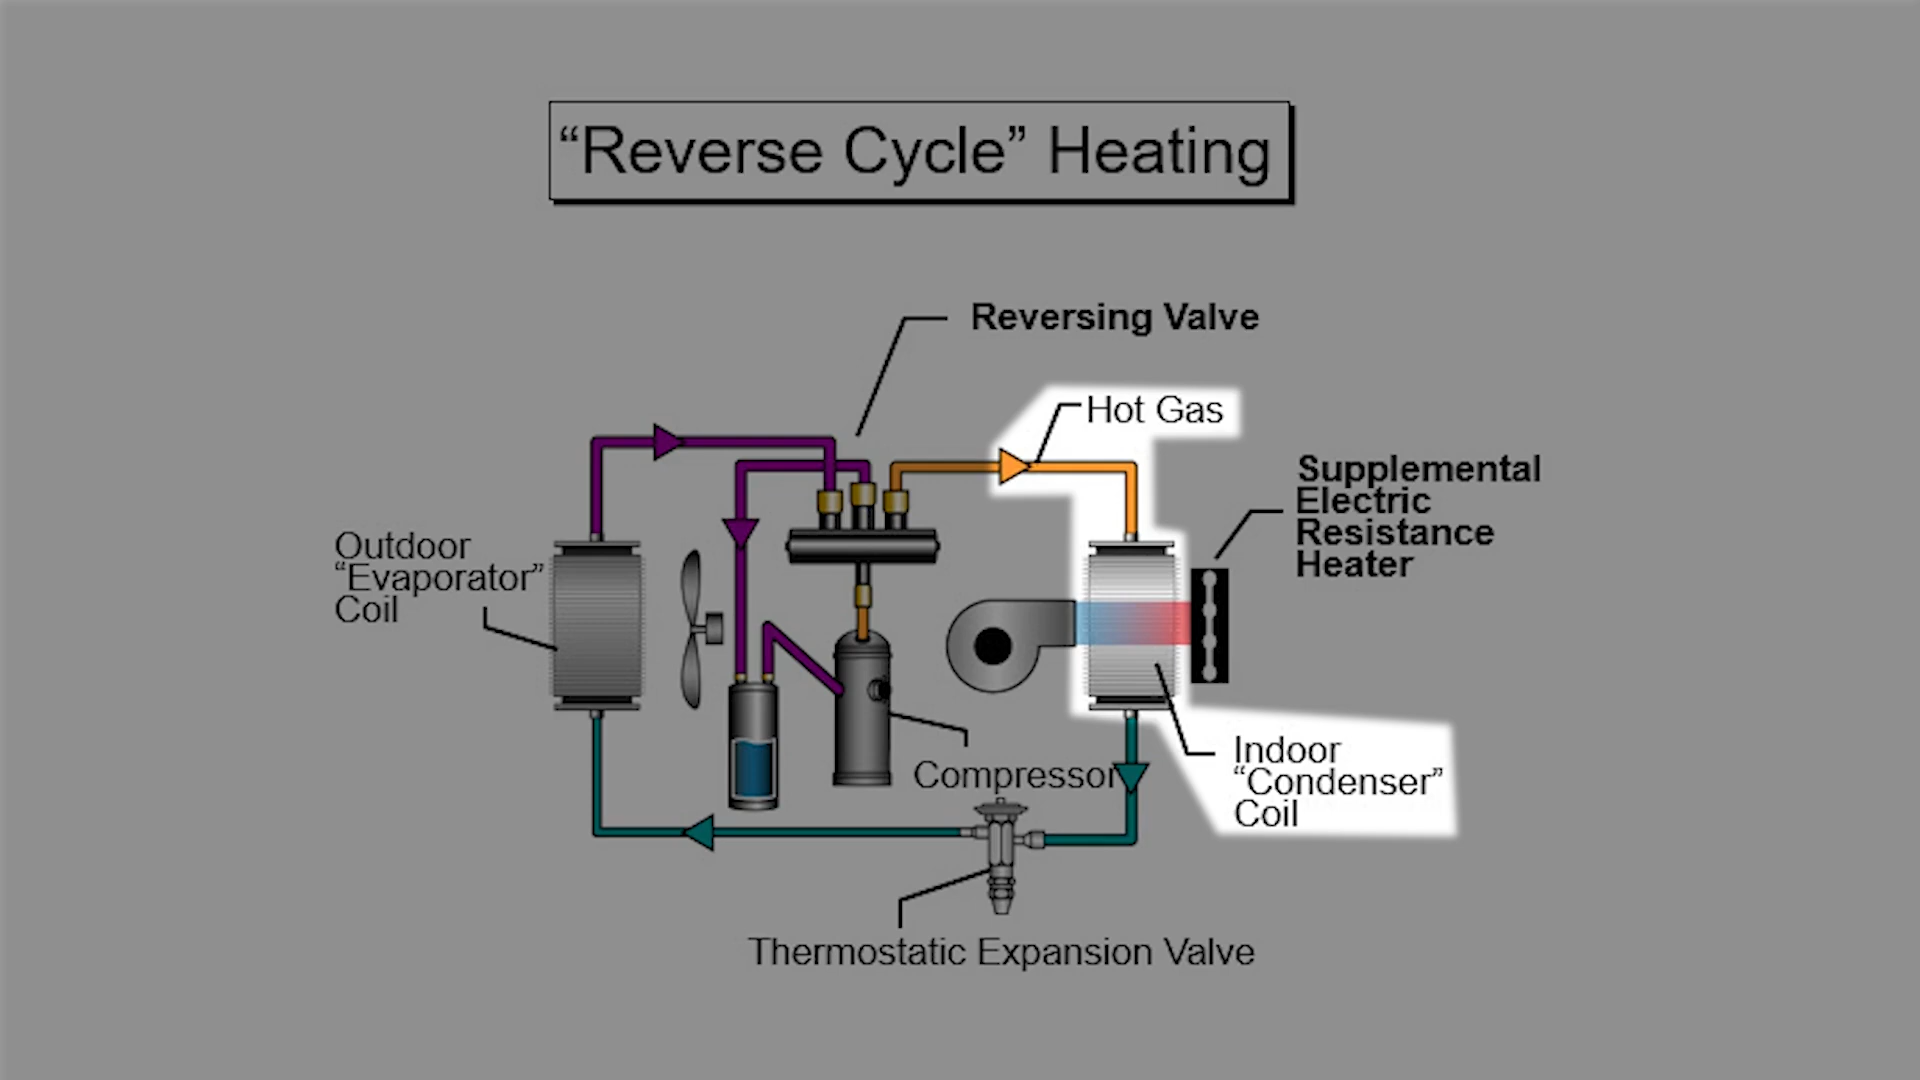 “Reverse Cycle” Heating
Reversing Valve
Hot Gas
Supplemental
Electric
Resistance
Heater
Outdoor
“Evaporator”
Coil
Compressor
Indoor
“Condenser”
Coil
Thermostatic Expansion Valve